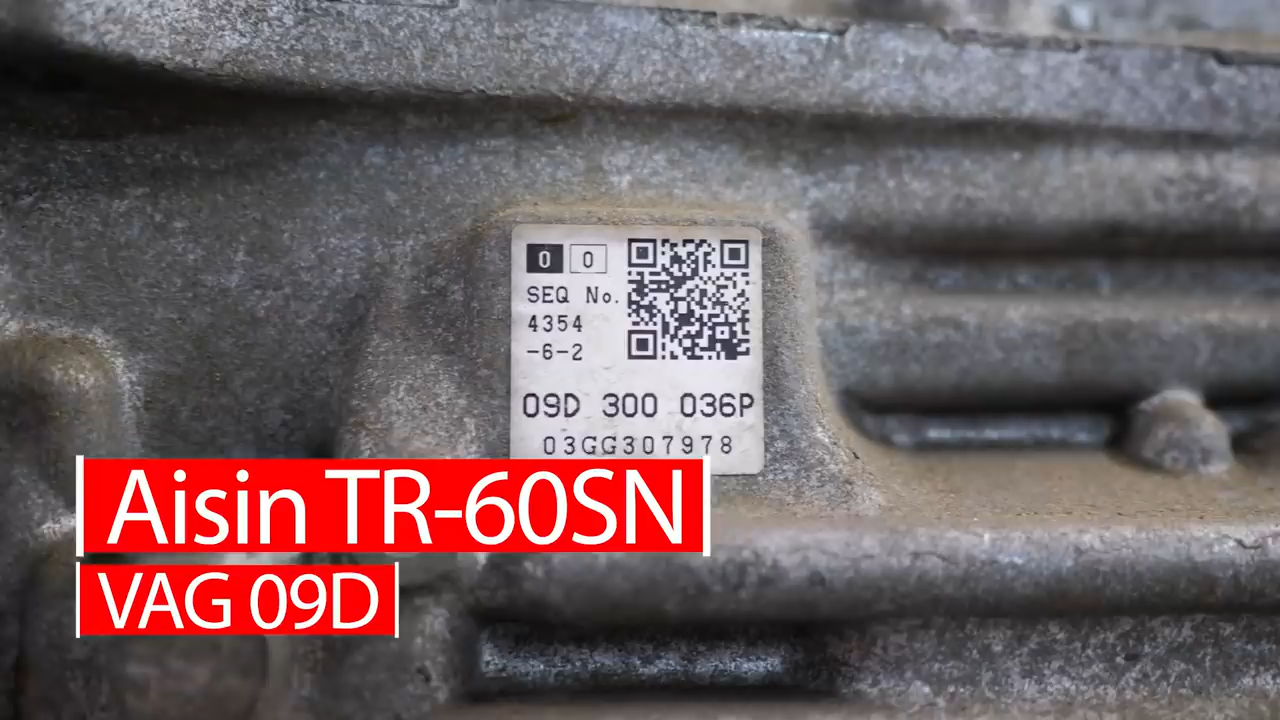 0 0
SEQ No.
4354
-6-2
09D 300 036P
03GG307978
Aisin TR-60SN
VAG 09D